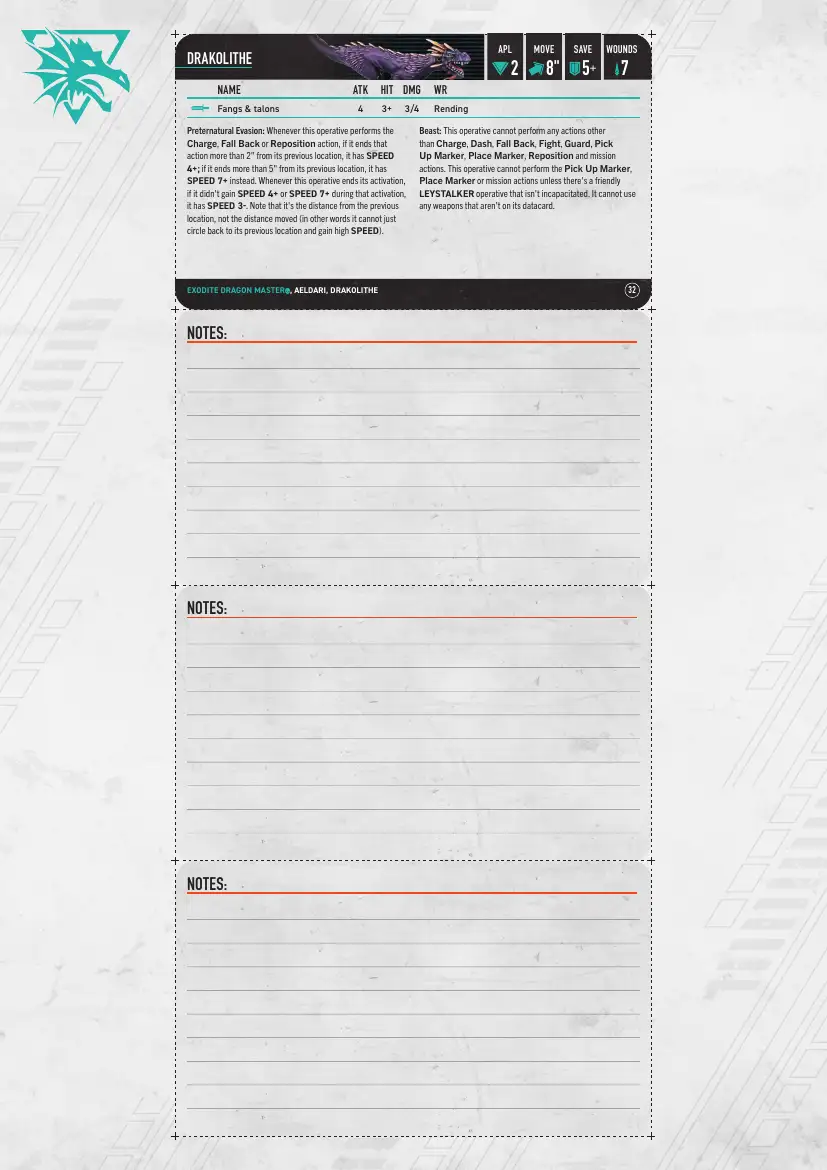 DRAKOLITHE
APL MOVE SAVE WOUNDS
2 8" 5+ 7
NAME ATK HIT DMG WR
Fangs & talons 4 3+ 3/4 Rending
Preternatural Evasion: Whenever this operative performs the
Charge, Fall Back or Reposition action, if it ends that
action more than 2" from its previous location, it has SPEED
4+; if it ends more than 5" from its previous location, it has
SPEED 7+ instead. Whenever this operative ends its activation,
if it didn't gain SPEED 4+ or SPEED 7+ during that activation,
it has SPEED 3-. Note that it's the distance from the previous
location, not the distance moved (in other words it cannot just
circle back to its previous location and gain high SPEED).
Beast: This operative cannot perform any actions other
than Charge, Dash, Fall Back, Fight, Guard, Pick
Up Marker, Place Marker, Reposition and mission
actions. This operative cannot perform the Pick Up Marker,
Place Marker or mission actions unless there's a friendly
LEYSTALKER operative that isn't incapacitated. It cannot use
any weapons that aren't on its datacard.
EXODITE DRAGON MASTER, AELDARI, DRAKOLITHE
32
NOTES:
NOTES:
NOTES: